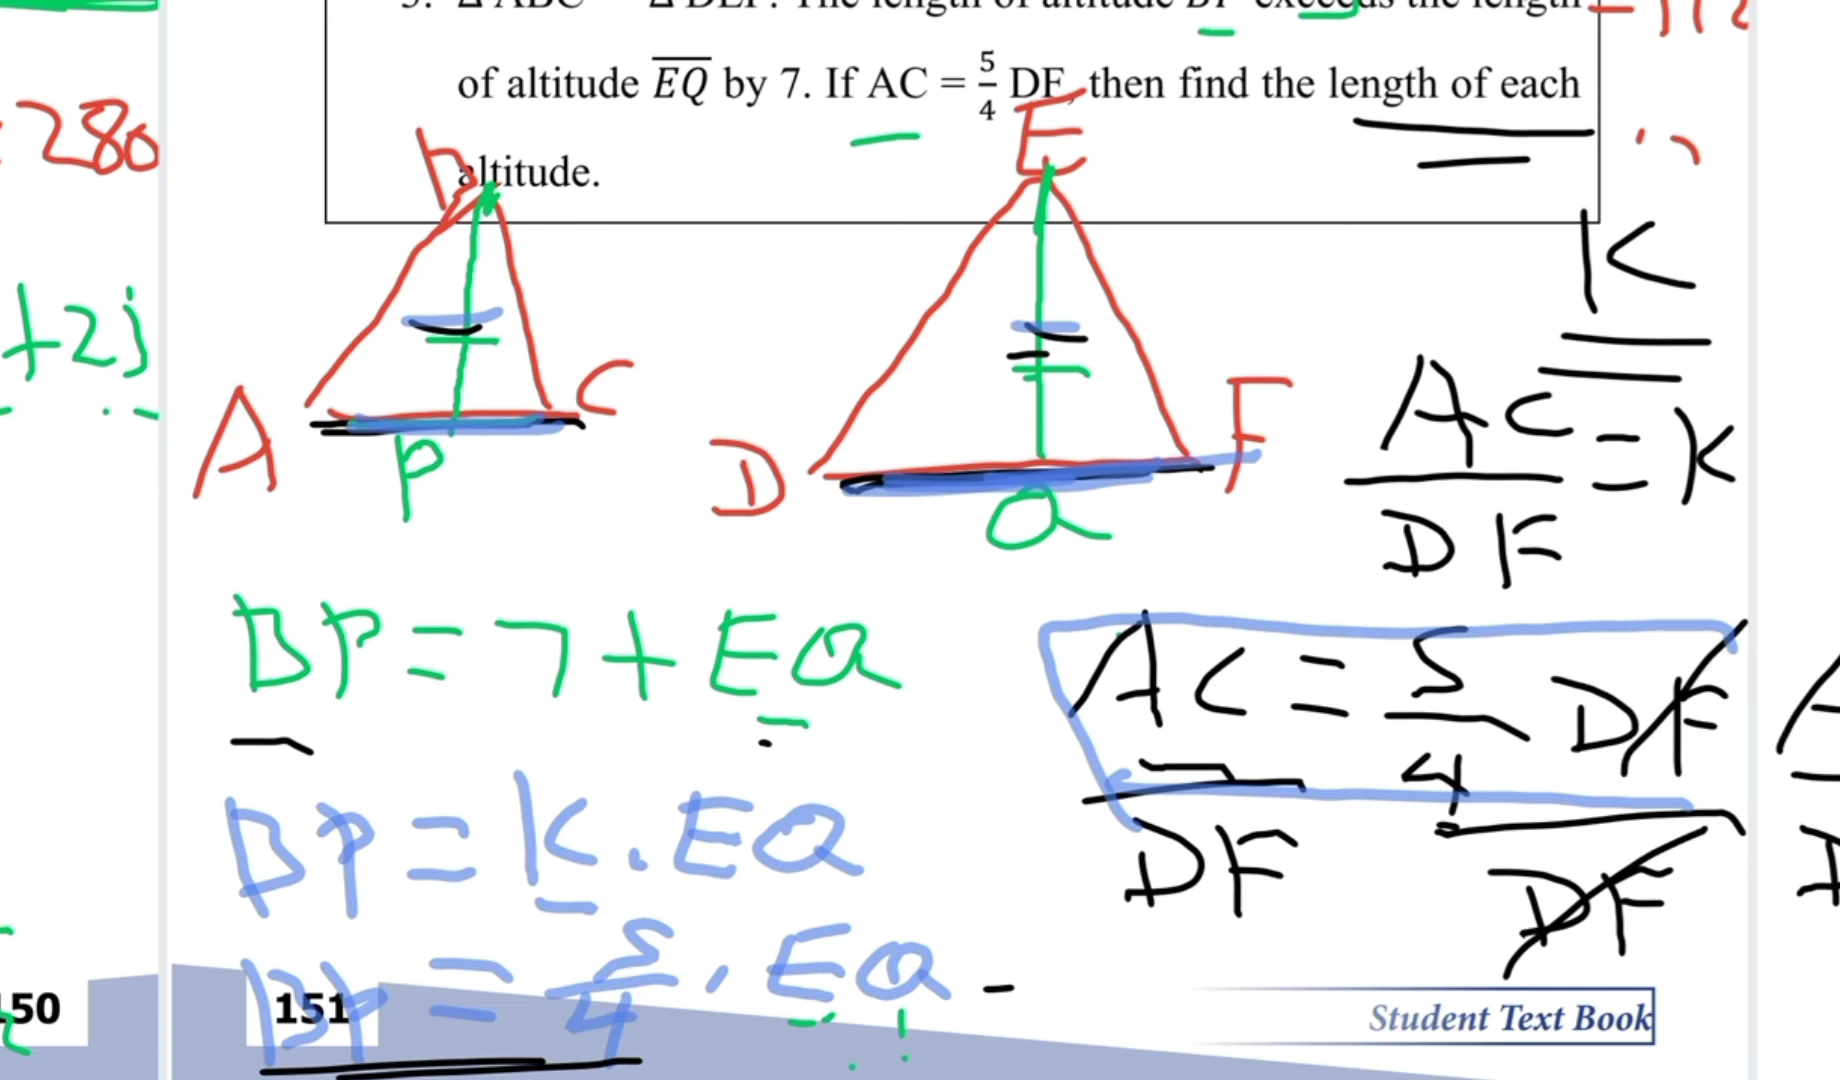 of altitude EQ by 7. If AC = 5/4 DF, then find the length of each
altitude.
= 280
+2j
A
C
P
E
D
F
Q
K
AC/DF = K
BP = 7 + EQ
AC/DF = 5/4 DF/DF
BP = K . EQ
BP = 5/4 . EQ
151
Student Text Book